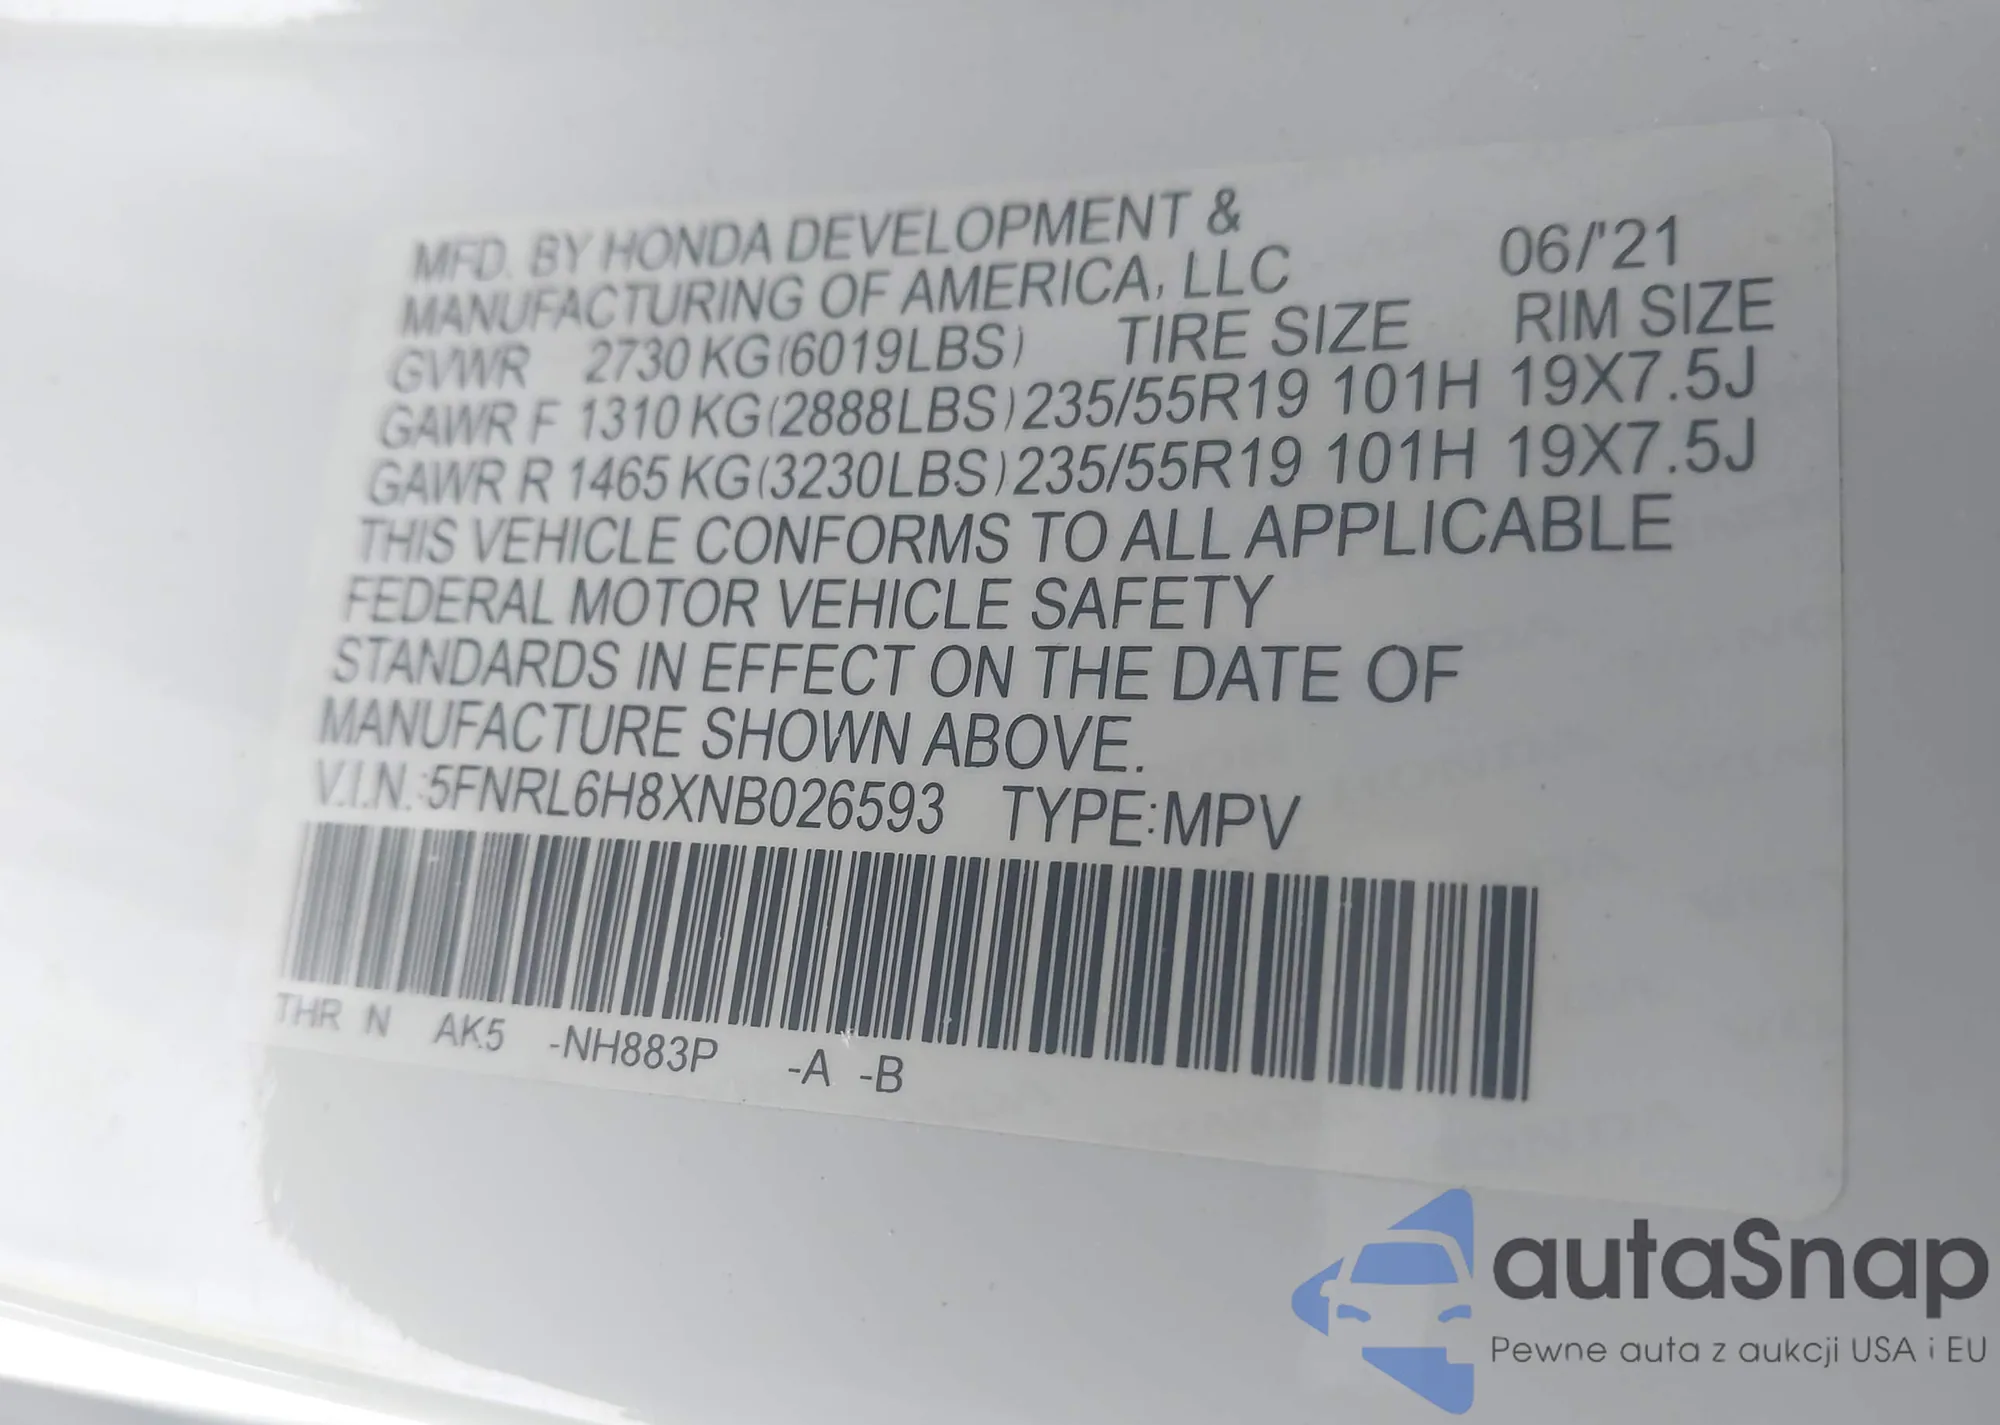 MFD. BY HONDA DEVELOPMENT &
MANUFACTURING OF AMERICA, LLC 06/'21
GVWR 2730 KG(6019LBS) TIRE SIZE RIM SIZE
GAWR F 1310 KG(2888LBS) 235/55R19 101H 19X7.5J
GAWR R 1465 KG(3230LBS) 235/55R19 101H 19X7.5J
THIS VEHICLE CONFORMS TO ALL APPLICABLE
FEDERAL MOTOR VEHICLE SAFETY
STANDARDS IN EFFECT ON THE DATE OF
MANUFACTURE SHOWN ABOVE.
V.I.N.:5FNRL6H8XNB026593 TYPE:MPV
THR N AK5 -NH883P -A -B
autaSnap
Pewne auta z aukcji USA i EU